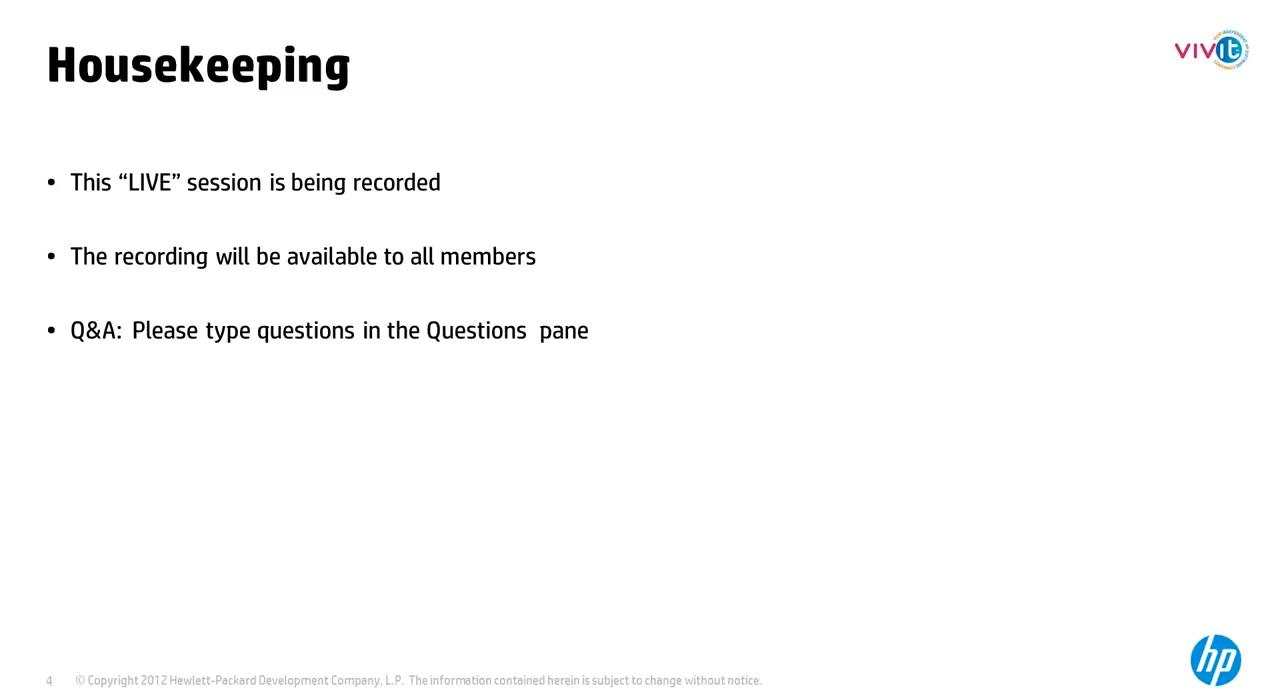 Housekeeping
vivit
• This “LIVE” session is being recorded
• The recording will be available to all members
• Q&A: Please type questions in the Questions pane
hp
4 © Copyright 2012 Hewlett-Packard Development Company, L.P. The information contained herein is subject to change without notice.